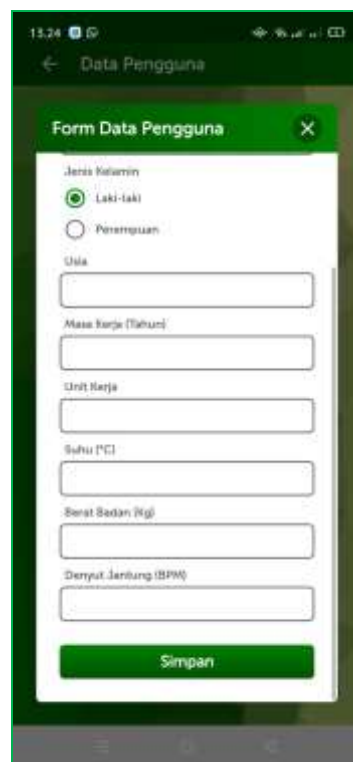 13.24
Data Pengguna
Form Data Pengguna
Jenis Kelamin
Laki-laki
Perempuan
Usia
Masa Kerja (Tahun)
Unit Kerja
Suhu (°C)
Berat Badan (Kg)
Denyut Jantung (BPM)
Simpan